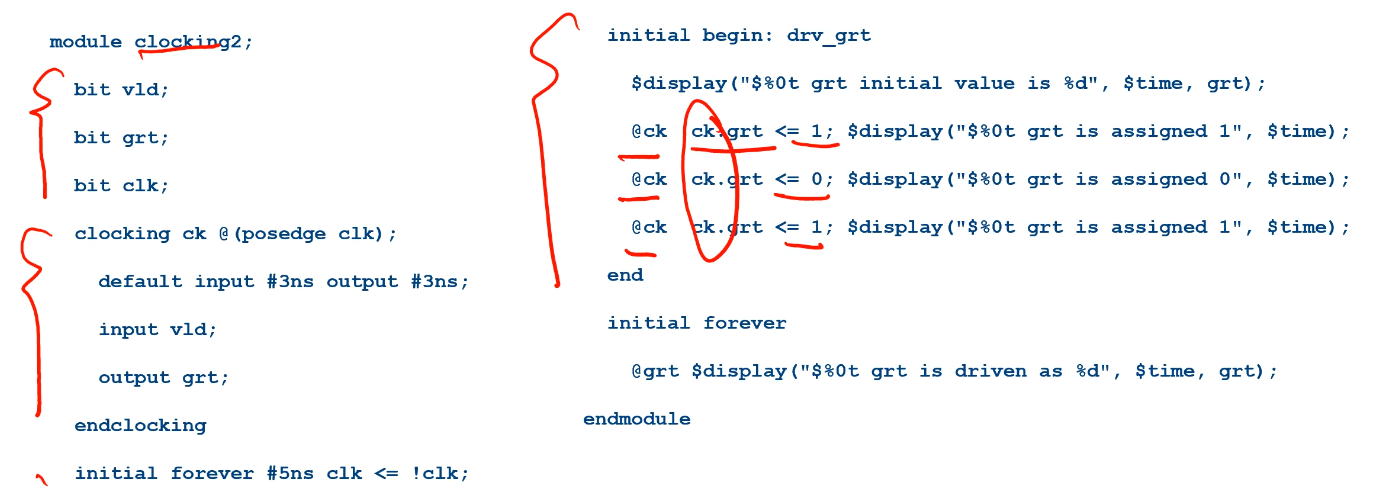 module clocking2;
bit vld;
bit grt;
bit clk;
clocking ck @(posedge clk);
default input #3ns output #3ns;
input vld;
output grt;
endclocking
initial forever #5ns clk <= !clk;
initial begin: drv_grt
$display("$%0t grt initial value is %d", $time, grt);
@ck ck.grt <= 1; $display("$%0t grt is assigned 1", $time);
@ck ck.grt <= 0; $display("$%0t grt is assigned 0", $time);
@ck ck.grt <= 1; $display("$%0t grt is assigned 1", $time);
end
initial forever
@grt $display("$%0t grt is driven as %d", $time, grt);
endmodule